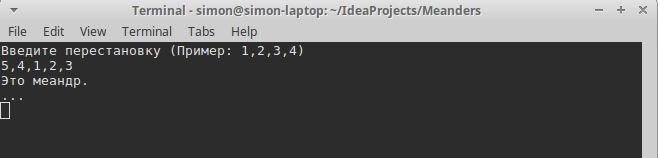 Terminal - simon@simon-laptop: ~/IdeaProjects/Meanders
File Edit View Terminal Tabs Help
Введите перестановку (Пример: 1,2,3,4)
5,4,1,2,3
Это меандр.
...